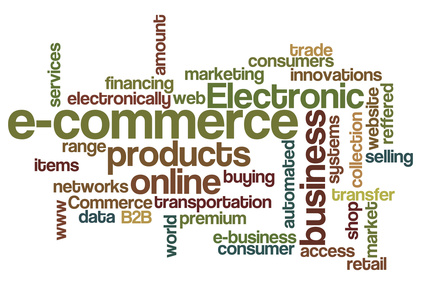 amount
trade
services
consumers
marketing
innovations
financing
electronically
web
Electronic
website
reffered
e-commerce
range
products
business
systems
collection
automated
selling
items
online
buying
networks
transfer
www
Commerce
transportation
shop
market
data
B2B
world
premium
e-business
consumer
access
retail